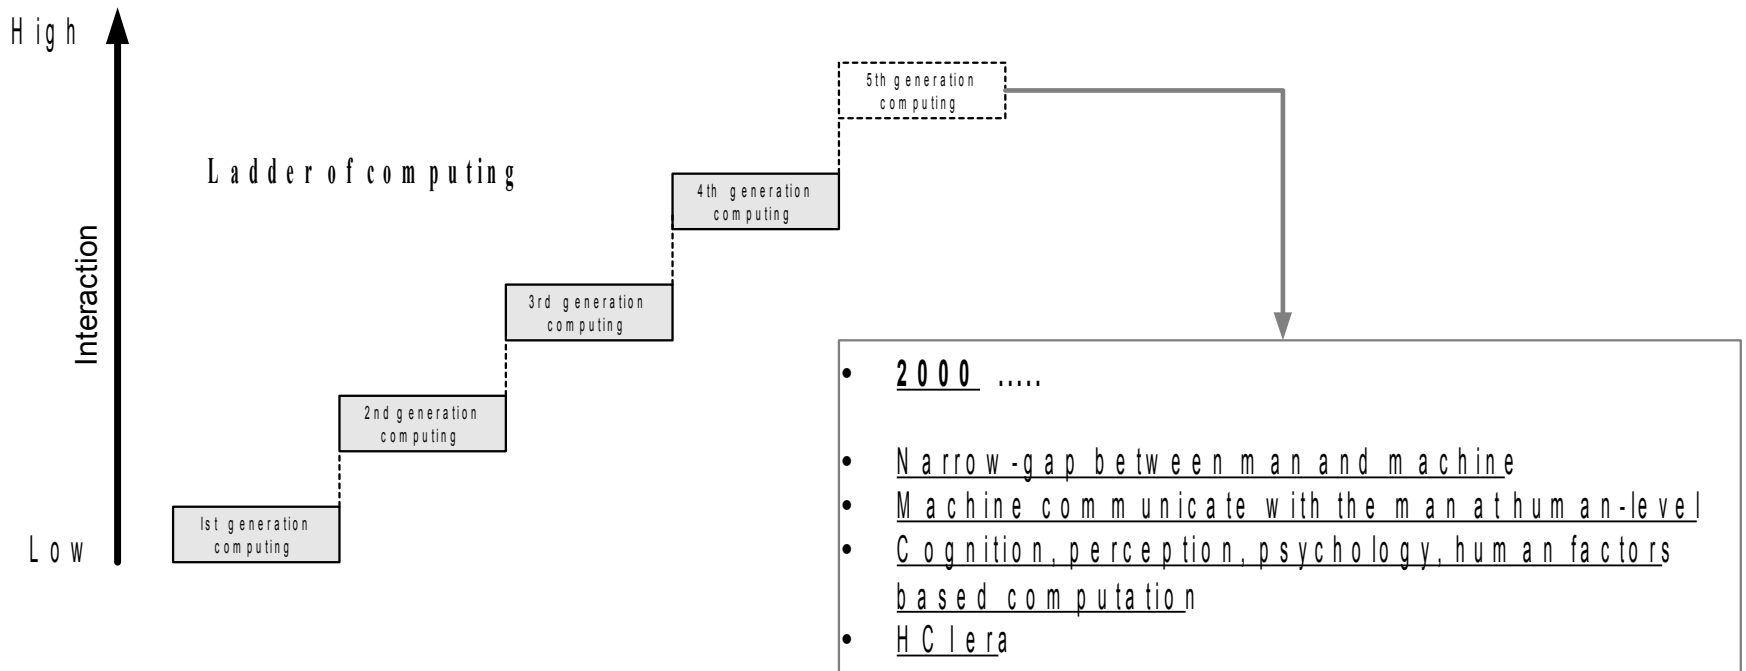 High
Ladder of computing
Interaction
Low
5th generation
computing
4th generation
computing
3rd generation
computing
2nd generation
computing
Ist generation
computing
• 2000 .....
• Narrow-gap between man and machine
• Machine communicate with the man at human-level
• Cognition, perception, psychology, human factors
based computation
• HCI era